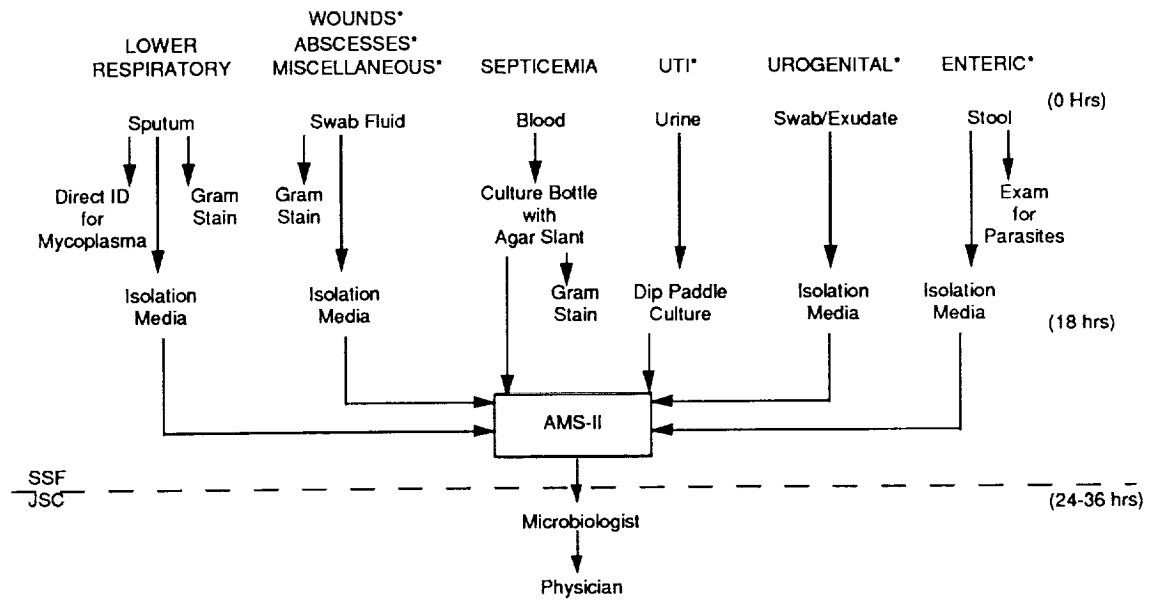 LOWER
RESPIRATORY
WOUNDS*
ABSCESSES*
MISCELLANEOUS*
SEPTICEMIA
UTI*
UROGENITAL*
ENTERIC*
(0 Hrs)
Sputum
Swab Fluid
Blood
Urine
Swab/Exudate
Stool
Direct ID
for
Mycoplasma
Gram
Stain
Gram
Stain
Culture Bottle
with
Agar Slant
Exam
for
Parasites
Isolation
Media
Isolation
Media
Gram
Stain
Dip Paddle
Culture
Isolation
Media
Isolation
Media
(18 hrs)
AMS-II
SSF
JSC
(24-36 hrs)
Microbiologist
Physician